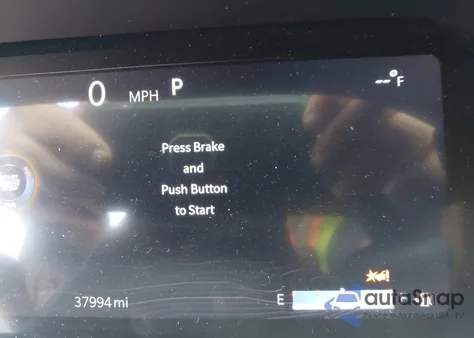 0 MPH P --°F
Press Brake
and
Push Button
to Start
37994 mi
E
autosnap